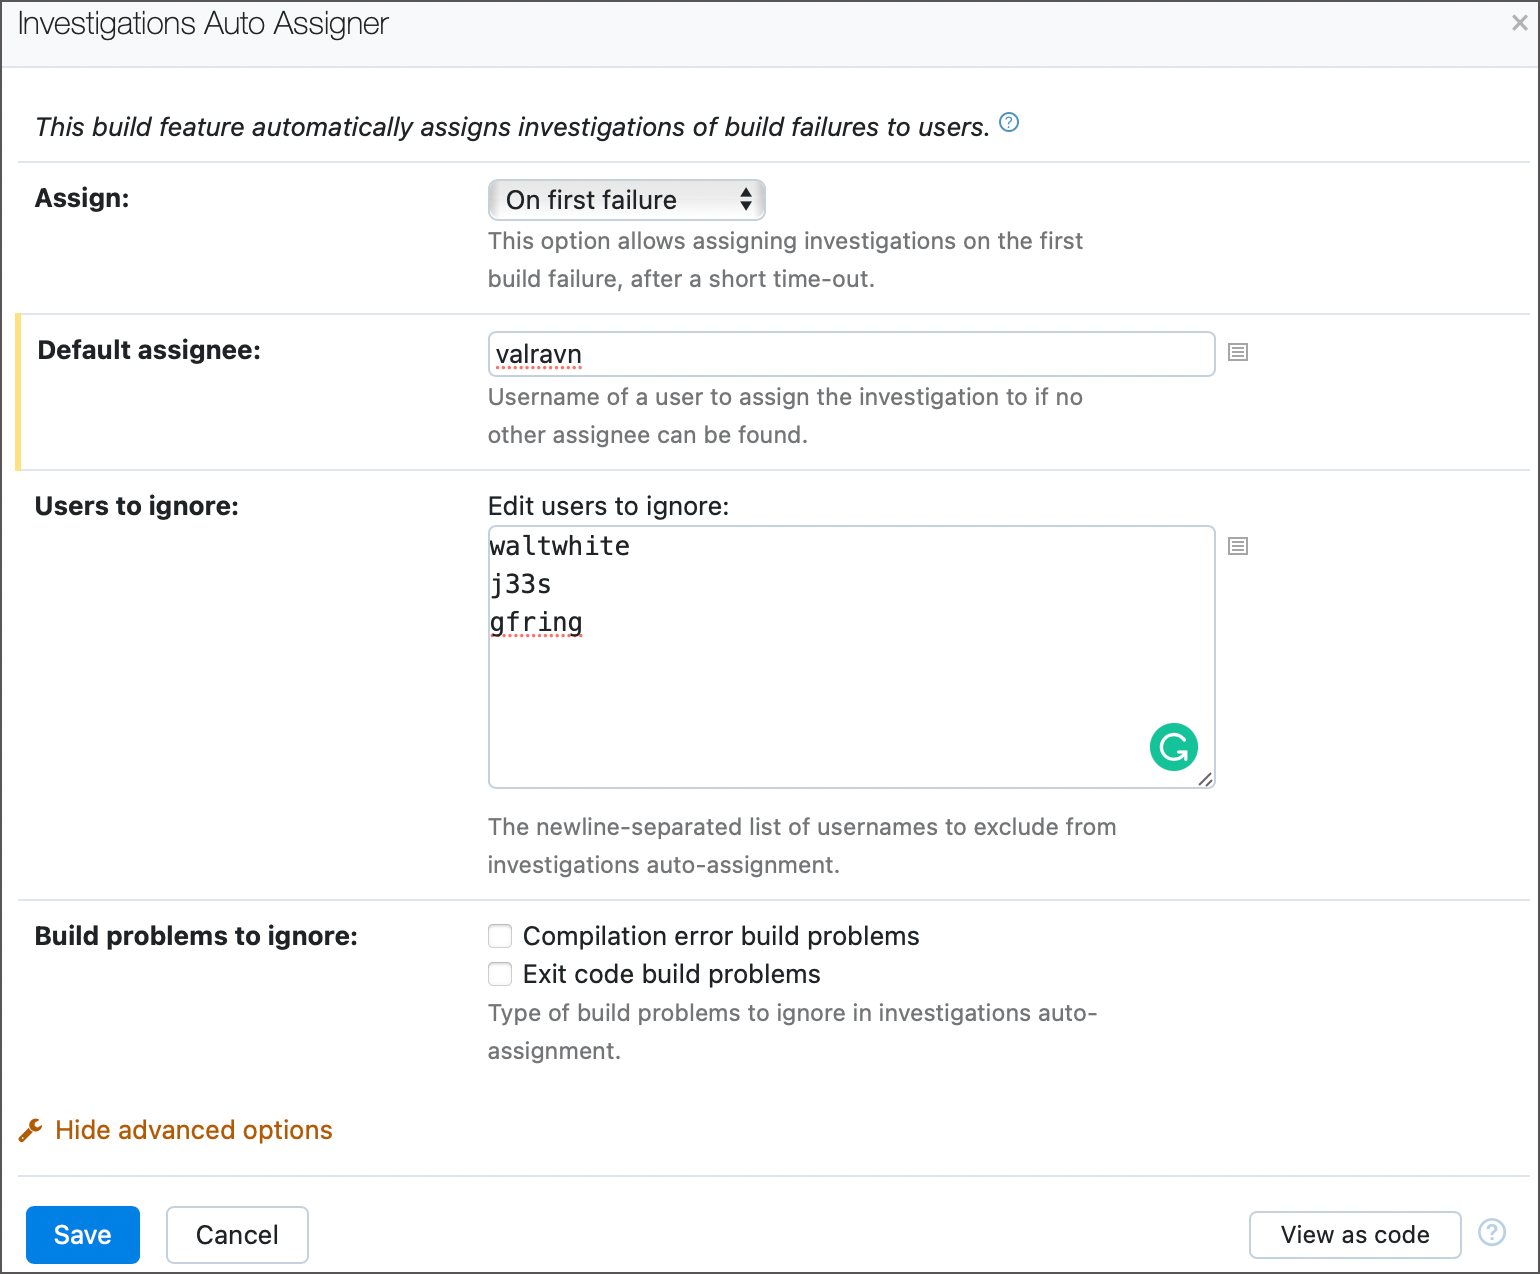 Investigations Auto Assigner
This build feature automatically assigns investigations of build failures to users.
Assign:
On first failure
This option allows assigning investigations on the first
build failure, after a short time-out.
Default assignee:
valravn
Username of a user to assign the investigation to if no
other assignee can be found.
Users to ignore:
Edit users to ignore:
waltwhite
j33s
gfring
The newline-separated list of usernames to exclude from
investigations auto-assignment.
Build problems to ignore:
Compilation error build problems
Exit code build problems
Type of build problems to ignore in investigations auto-
assignment.
Hide advanced options
Save
Cancel
View as code